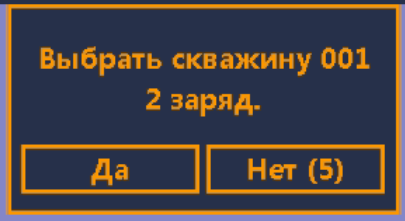 Выбрать скважину 001
2 заряд.
Да
Нет (5)